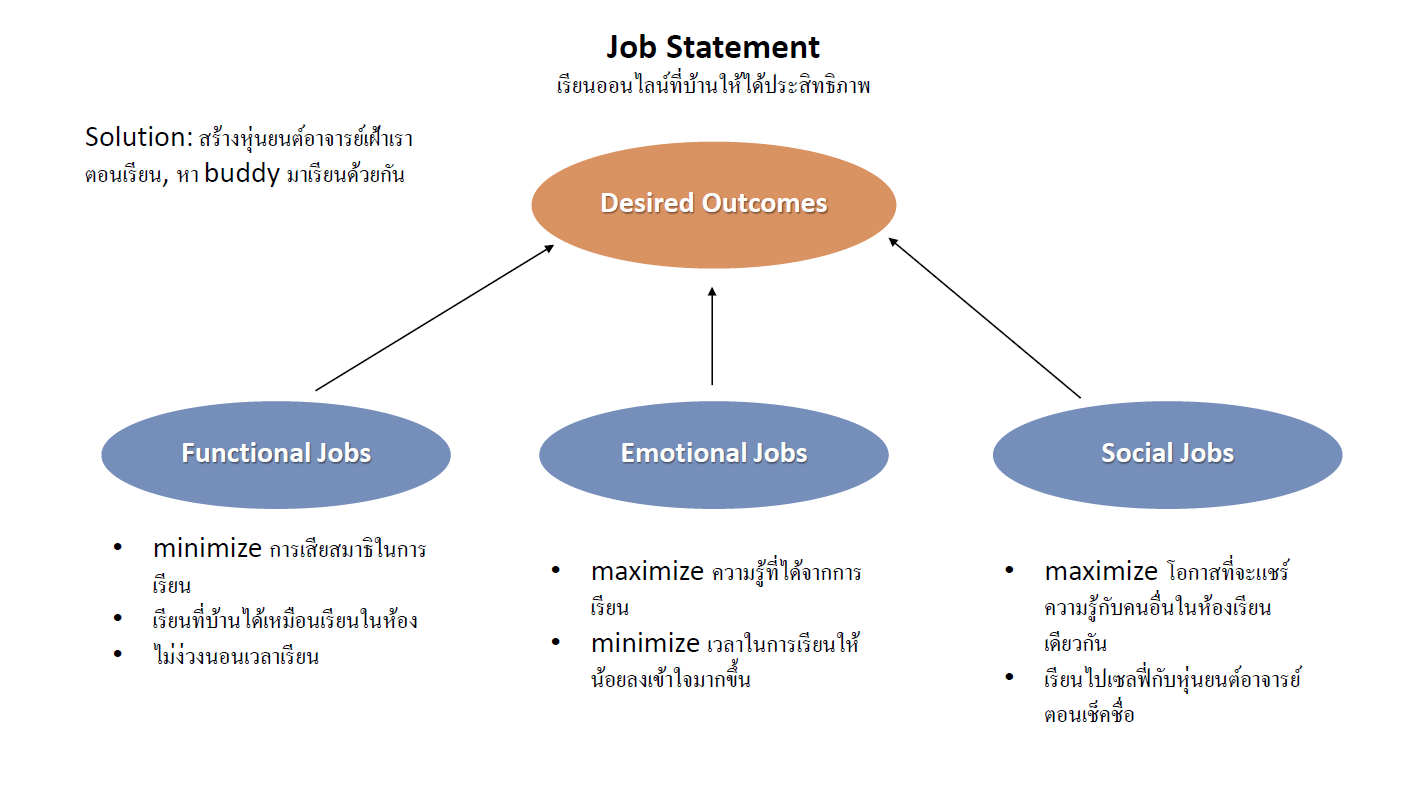 Job Statement
เรียนออนไลน์ที่บ้านให้ได้ประสิทธิภาพ
Solution: สร้างหุ่นยนต์อาจารย์เฝ้าเรา
ตอนเรียน, หา buddy มาเรียนด้วยกัน
Desired Outcomes
Functional Jobs
• minimize การเสียสมาธิในการ
เรียน
• เรียนที่บ้านได้เหมือนเรียนในห้อง
• ไม่ง่วงนอนเวลาเรียน
Emotional Jobs
• maximize ความรู้ที่ได้จากการ
เรียน
• minimize เวลาในการเรียนให้
น้อยลงเข้าใจมากขึ้น
Social Jobs
• maximize โอกาสที่จะแชร์
ความรู้กับคนอื่นในห้องเรียน
เดียวกัน
• เรียนไปเซลฟี่กับหุ่นยนต์อาจารย์
ตอนเช็คชื่อ